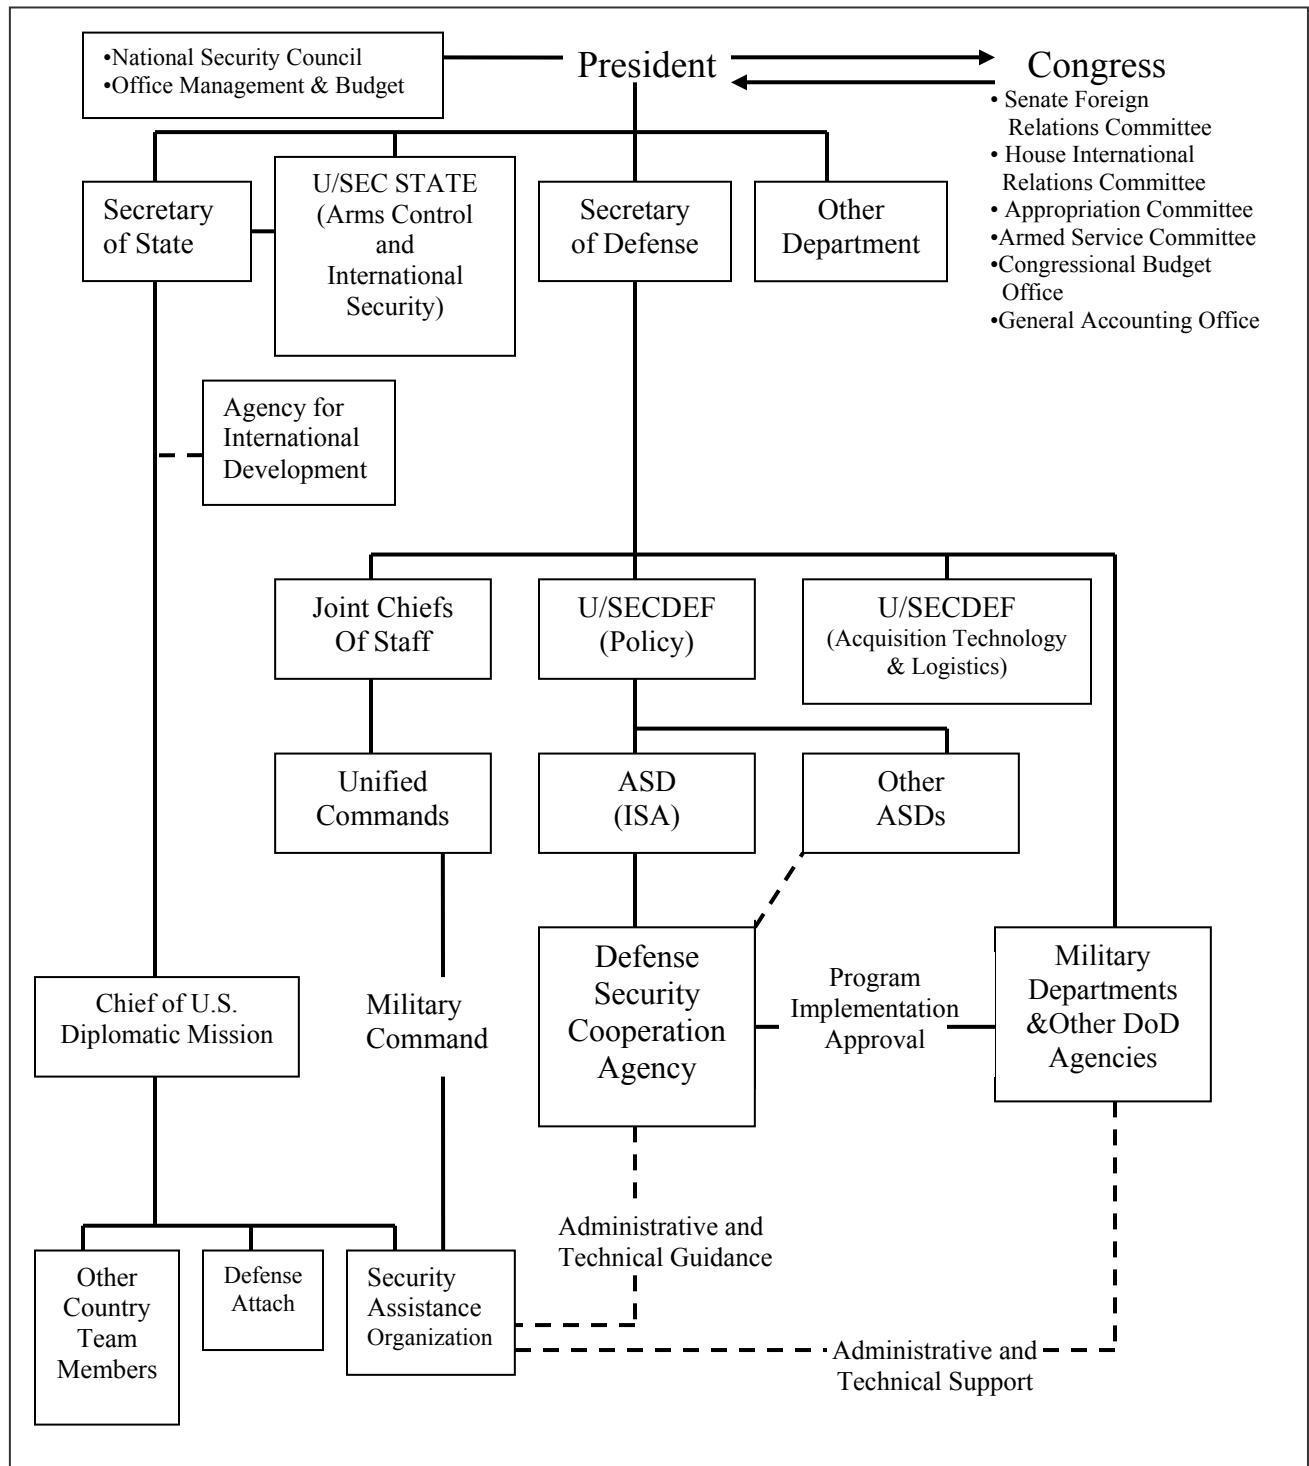 •National Security Council
•Office Management & Budget
President
Congress
• Senate Foreign
Relations Committee
• House International
Relations Committee
• Appropriation Committee
•Armed Service Committee
•Congressional Budget
Office
•General Accounting Office
Secretary
of State
U/SEC STATE
(Arms Control
and
International
Security)
Secretary
of Defense
Other
Department
Agency for
International
Development
Joint Chiefs
Of Staff
U/SECDEF
(Policy)
U/SECDEF
(Acquisition Technology
& Logistics)
Unified
Commands
ASD
(ISA)
Other
ASDs
Chief of U.S.
Diplomatic Mission
Military
Command
Defense
Security
Cooperation
Agency
Program
Implementation
Approval
Military
Departments
&Other DoD
Agencies
Administrative and
Technical Guidance
Other
Country
Team
Members
Defense
Attach
Security
Assistance
Organization
Administrative and
Technical Support